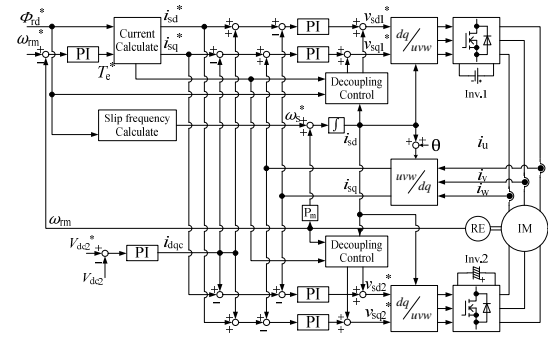 Φrd* isd* vsd1*
ωrm* PI Current Calculate isq* PI PI vsq1* dq/uvw
Te* Inv.1
Decoupling Control
Slip frequency Calculate ωs* ∫ isd θ iu
isq uvw/dq iv
iw
ωrm Pm RE IM
Vdc2* PI idqc Decoupling Control Inv.2
Vdc2
PI vsd2* dq/uvw
PI vsq2*